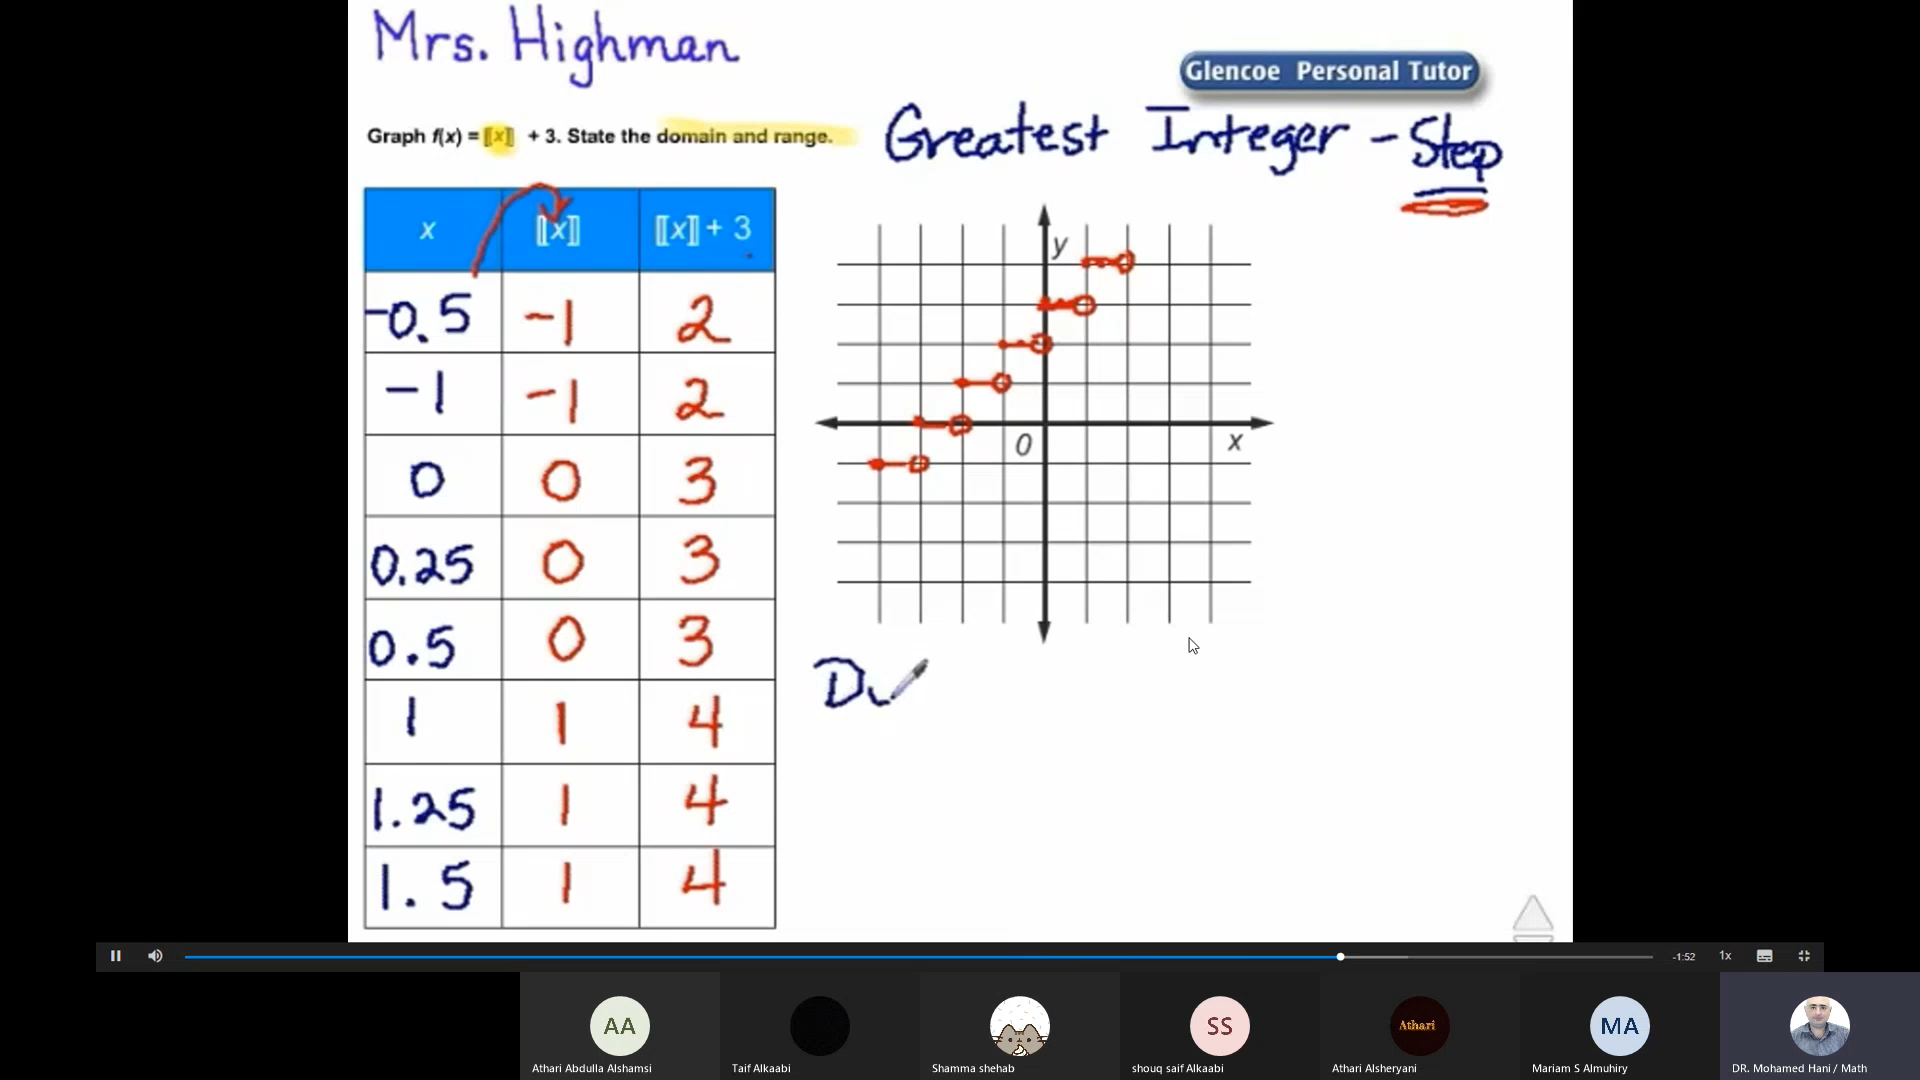 Mrs. Highman
Glencoe Personal Tutor
Graph f(x) = ⟦x⟧ + 3. State the domain and range.
Greatest Integer - Step
x ⟦x⟧ ⟦x⟧ + 3
-0.5 -1 2
-1 -1 2
0 0 3
0.25 0 3
0.5 0 3
1 1 4
1.25 1 4
1.5 1 4
y
0 x
-1:52 1x
AA SS Athari MA
Athari Abdulla Alshamsi Taif Alkaabi Shamma shehab shouq saif Alkaabi Athari Alsheryani Mariam S Almuhiry DR. Mohamed Hani / Math